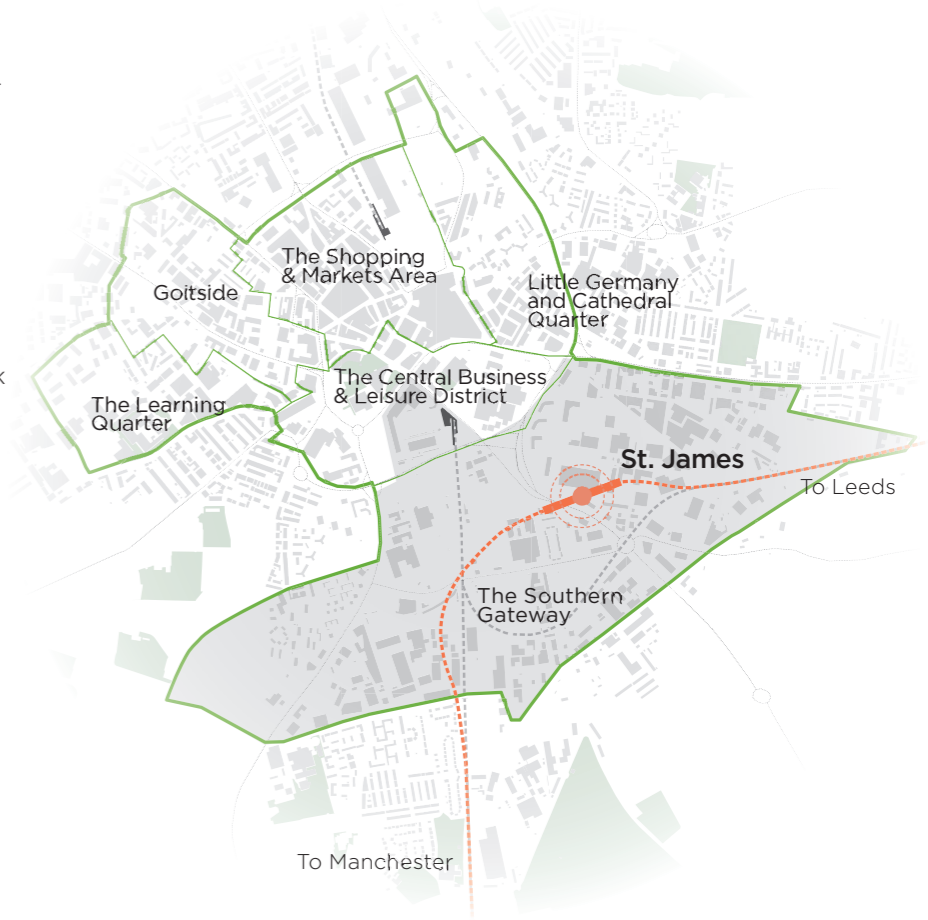 The Shopping
& Markets Area
Goitside
Little Germany
and Cathedral
Quarter
The Central Business
& Leisure District
The Learning
Quarter
St. James
To Leeds
The Southern
Gateway
To Manchester